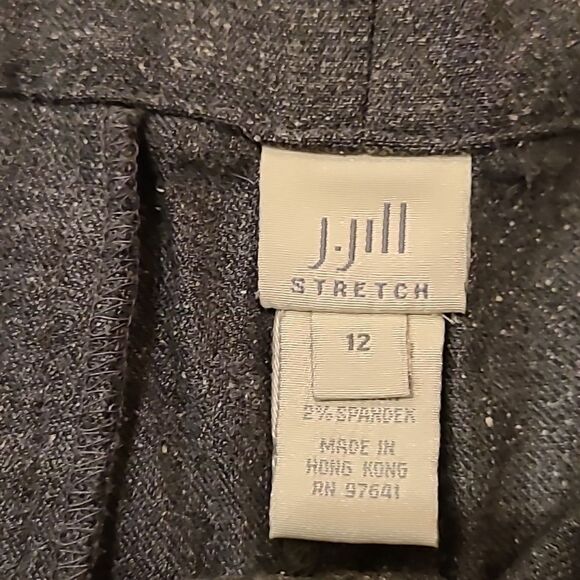 J.Jill
STRETCH
12
2% SPANDEX
MADE IN
HONG KONG
RN 97641